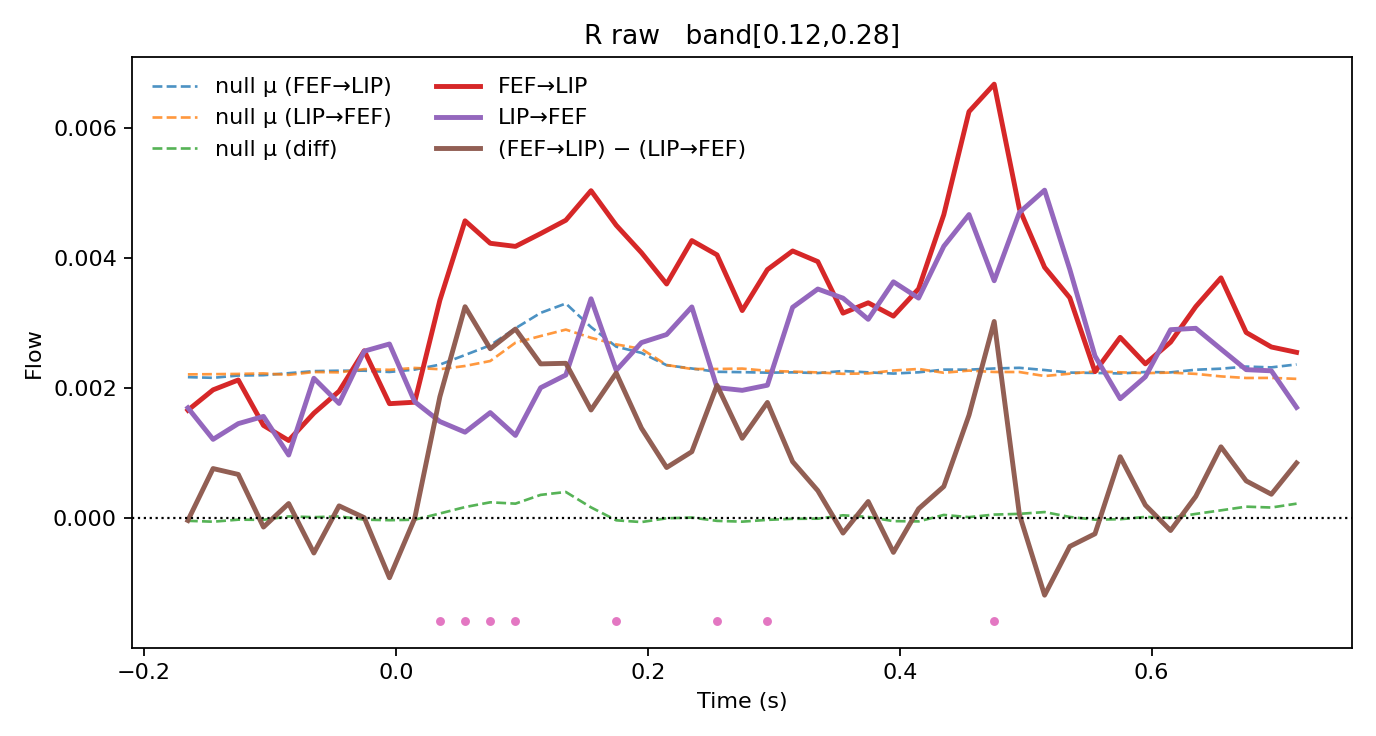 R raw   band[0.12,0.28]
null μ (FEF→LIP)
null μ (LIP→FEF)
null μ (diff)
FEF→LIP
LIP→FEF
(FEF→LIP) − (LIP→FEF)
Flow
0.006
0.004
0.002
0.000
−0.2
0.0
0.2
0.4
0.6
Time (s)